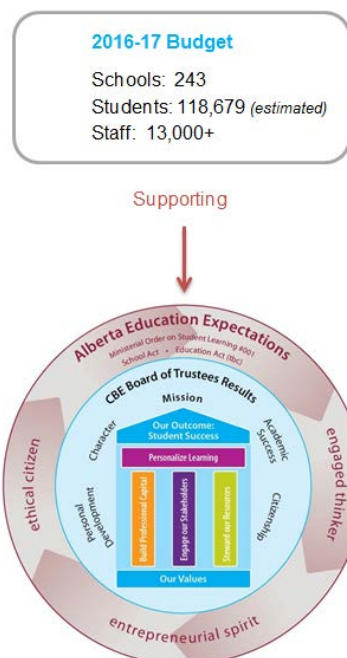 2016-17 Budget
Schools: 243
Students: 118,679 (estimated)
Staff: 13,000+
Supporting
Alberta Education Expectations
Ministerial Order on Student Learning #001
School Act • Education Act (tbc)
CBE Board of Trustees Results
Mission
Our Outcome:
Student Success
Character
Academic
Success
Personalize Learning
Build Professional Capital
Engage our Stakeholders
Steward our Resources
Personal
Development
Citizenship
Our Values
ethical citizen
engaged thinker
entrepreneurial spirit